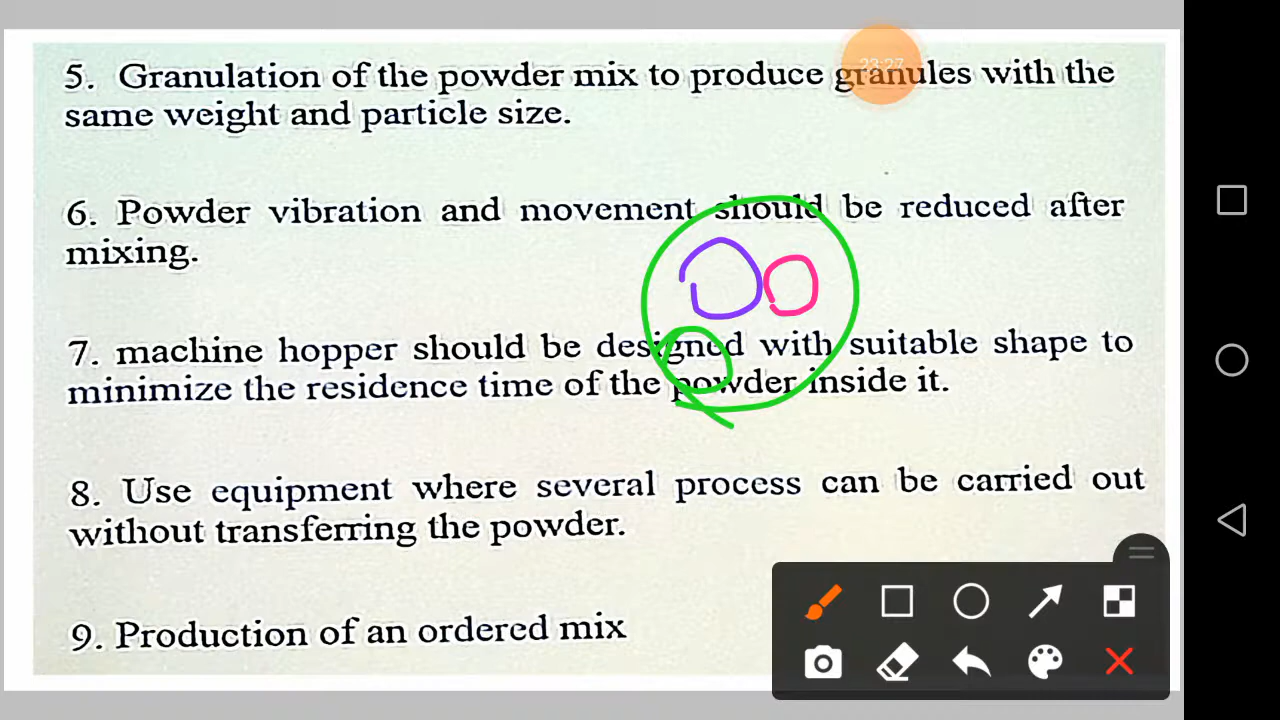 5. Granulation of the powder mix to produce granules with the
same weight and particle size.
6. Powder vibration and movement should be reduced after
mixing.
7. machine hopper should be designed with suitable shape to
minimize the residence time of the powder inside it.
8. Use equipment where several process can be carried out
without transferring the powder.
9. Production of an ordered mix
23:27